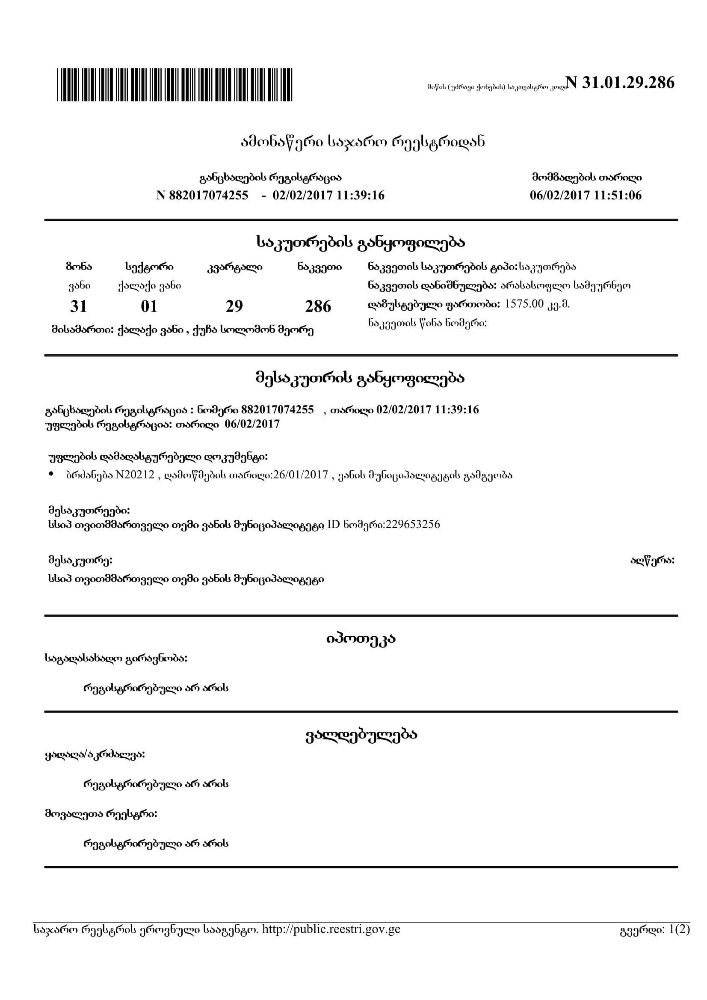 მიწის (უძრავი ქონების) საკადასტრო კოდი N 31.01.29.286
ამონაწერი საჯარო რეესტრიდან
განცხადების რეგისტრაცია მომზადების თარიღი
N 882017074255 - 02/02/2017 11:39:16 06/02/2017 11:51:06
საკუთრების განყოფილება
ზონა სექტორი კვარტალი ნაკვეთი ნაკვეთის საკუთრების ტიპი:საკუთრება
ვანი ქალაქი ვანი ნაკვეთის დანიშნულება: არასასოფლო სამეურნეო
31 01 29 286 დაზუსტებული ფართობი: 1575.00 კვ.მ.
ნაკვეთის წინა ნომერი:
მისამართი: ქალაქი ვანი , ქუჩა სოლომონ მეორე
მესაკუთრის განყოფილება
განცხადების რეგისტრაცია : ნომერი 882017074255 , თარიღი 02/02/2017 11:39:16
უფლების რეგისტრაცია: თარიღი 06/02/2017
უფლების დამადასტურებელი დოკუმენტი:
• ბრძანება N20212 , დამოწმების თარიღი:26/01/2017 , ვანის მუნიციპალიტეტის გამგეობა
მესაკუთრეები:
სსიპ თვითმმართველი თემი ვანის მუნიციპალიტეტი, ID ნომერი:229653256
მესაკუთრე: აღწერა:
სსიპ თვითმმართველი თემი ვანის მუნიციპალიტეტი
იპოთეკა
საგადასახადო გირავნობა:
რეგისტრირებული არ არის
ვალდებულება
ყადაღა/აკრძალვა:
რეგისტრირებული არ არის
მოვალეთა რეესტრი:
რეგისტრირებული არ არის
საჯარო რეესტრის ეროვნული სააგენტო. http://public.reestri.gov.ge გვერდი: 1(2)